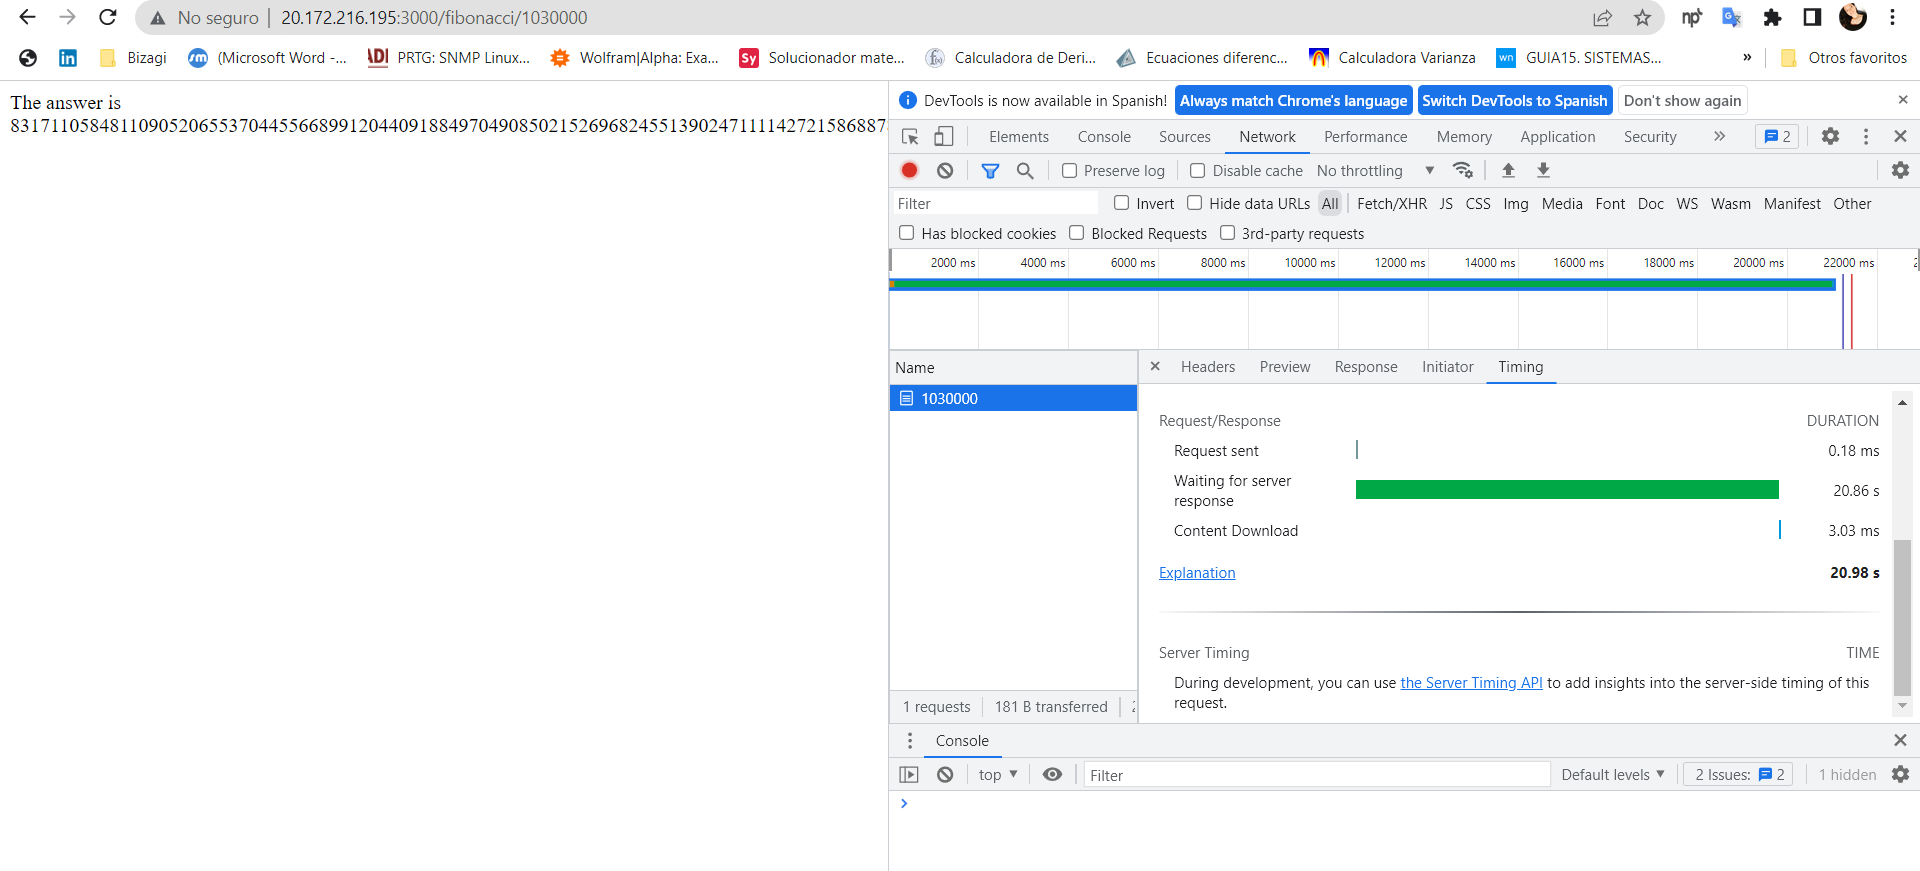 No seguro | 20.172.216.195:3000/fibonacci/1030000
Bizagi (Microsoft Word -... PRTG: SNMP Linux... Wolfram|Alpha: Exa... Solucionador mate... Calculadora de Deri... Ecuaciones diferenc... Calculadora Varianza GUIA15. SISTEMAS... » Otros favoritos
The answer is
DevTools is now available in Spanish! Always match Chrome's language Switch DevTools to Spanish Don't show again
Elements Console Sources Network Performance Memory Application Security » 2
Preserve log Disable cache No throttling
Filter Invert Hide data URLs All Fetch/XHR JS CSS Img Media Font Doc WS Wasm Manifest Other
Has blocked cookies Blocked Requests 3rd-party requests
2000 ms 4000 ms 6000 ms 8000 ms 10000 ms 12000 ms 14000 ms 16000 ms 18000 ms 20000 ms 22000 ms
Name
1030000
Headers Preview Response Initiator Timing
Request/Response DURATION
Request sent 0.18 ms
Waiting for server
response 20.86 s
Content Download 3.03 ms
Explanation 20.98 s
Server Timing TIME
During development, you can use the Server Timing API to add insights into the server-side timing of this
request.
1 requests 181 B transferred
Console
top Filter Default levels 2 Issues: 2 1 hidden